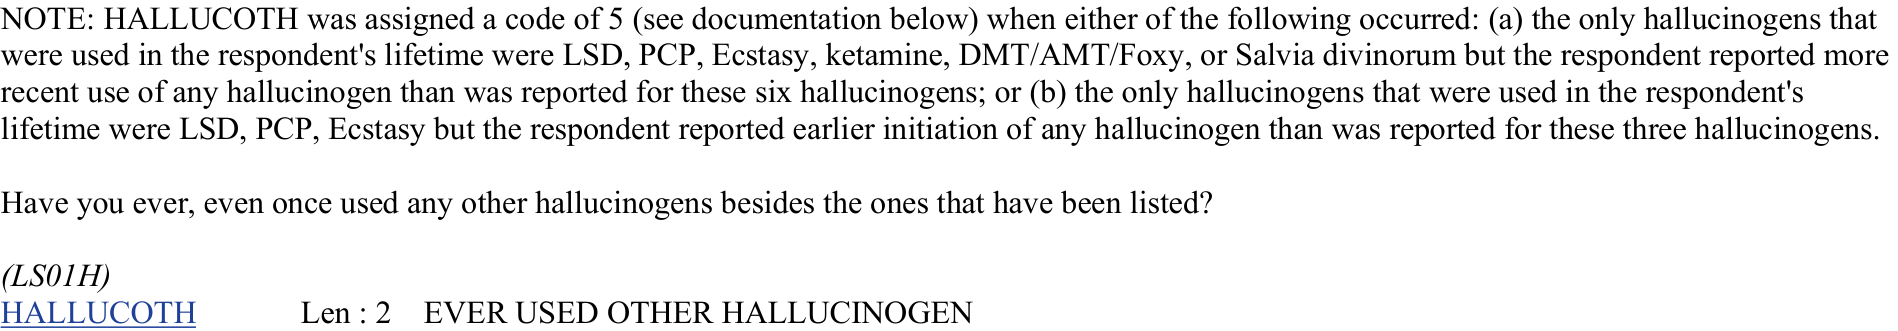 NOTE: HALLUCOTH was assigned a code of 5 (see documentation below) when either of the following occurred: (a) the only hallucinogens that
were used in the respondent's lifetime were LSD, PCP, Ecstasy, ketamine, DMT/AMT/Foxy, or Salvia divinorum but the respondent reported more
recent use of any hallucinogen than was reported for these six hallucinogens; or (b) the only hallucinogens that were used in the respondent's
lifetime were LSD, PCP, Ecstasy but the respondent reported earlier initiation of any hallucinogen than was reported for these three hallucinogens.
Have you ever, even once used any other hallucinogens besides the ones that have been listed?
(LS01H)
HALLUCOTH Len : 2 EVER USED OTHER HALLUCINOGEN